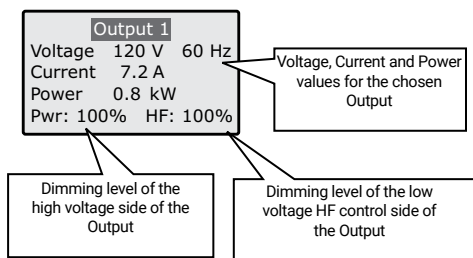 Output 1
Voltage 120 V 60 Hz
Current 7.2 A
Power 0.8 kW
Pwr: 100% HF: 100%
Voltage, Current and Power
values for the chosen
Output
Dimming level of the
high voltage side of the
Output
Dimming level of the low
voltage HF control side of
the Output